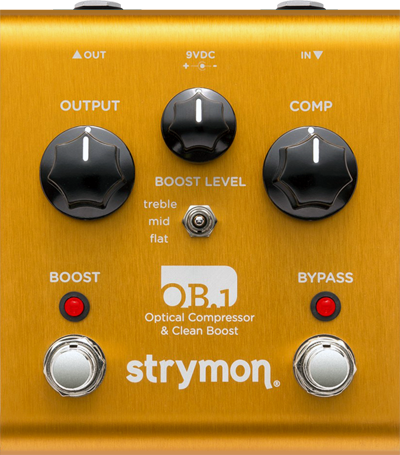 ▲OUT
9VDC
IN▼
OUTPUT
COMP
BOOST LEVEL
treble
mid
flat
BOOST
BYPASS
OB.1
Optical Compressor
& Clean Boost
strymon®